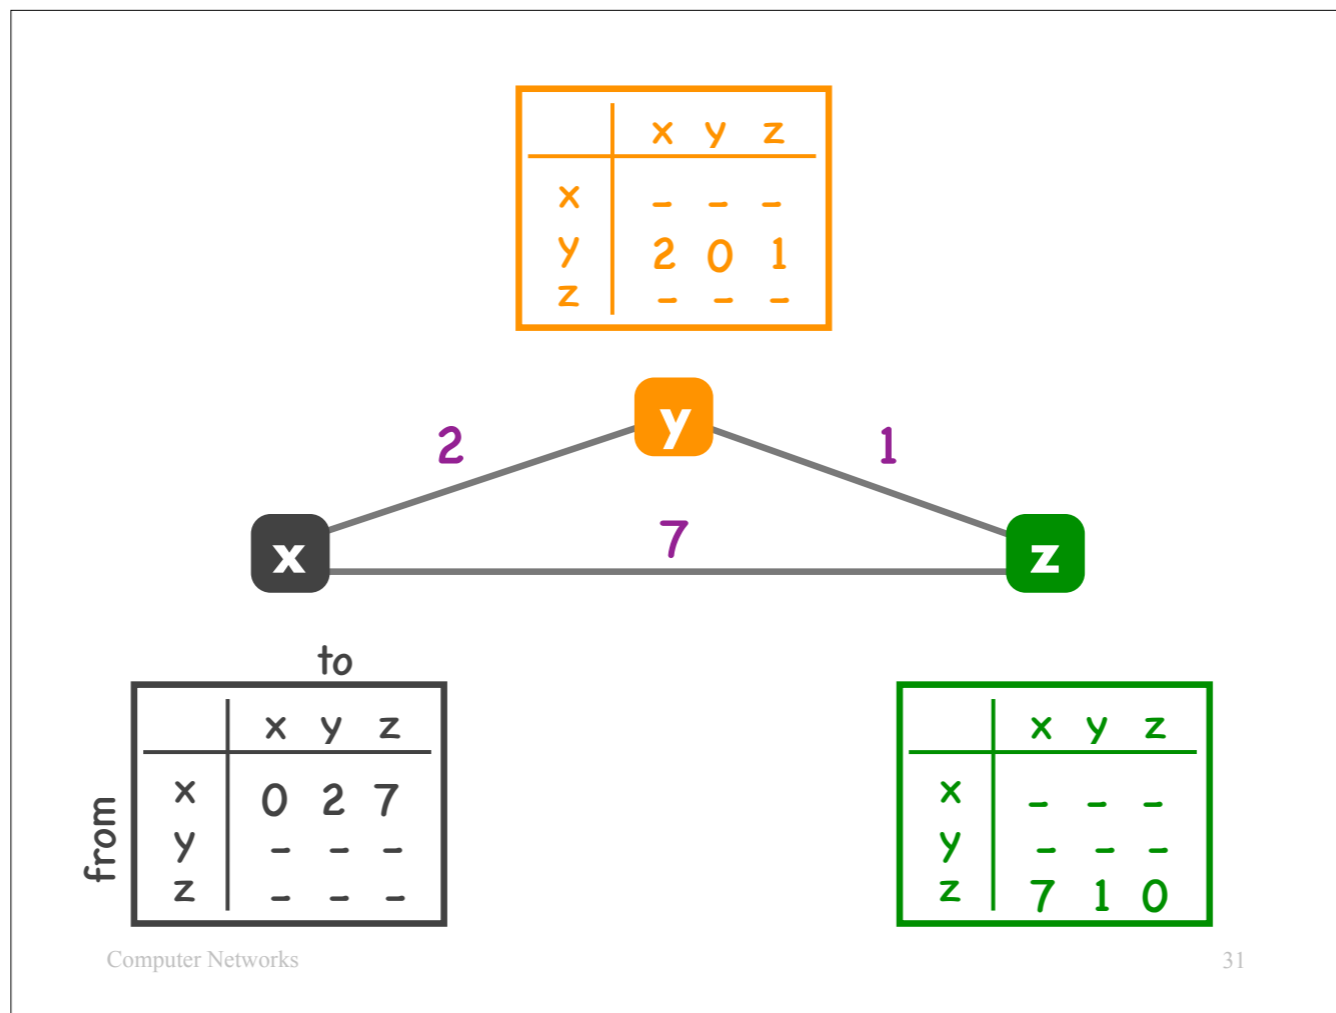 x y z
x - - -
y 2 0 1
z - - -
y
2 1
7
x z
to
x y z
from
x 0 2 7
y - - -
z - - -
x y z
x - - -
y - - -
z 7 1 0
Computer Networks 31